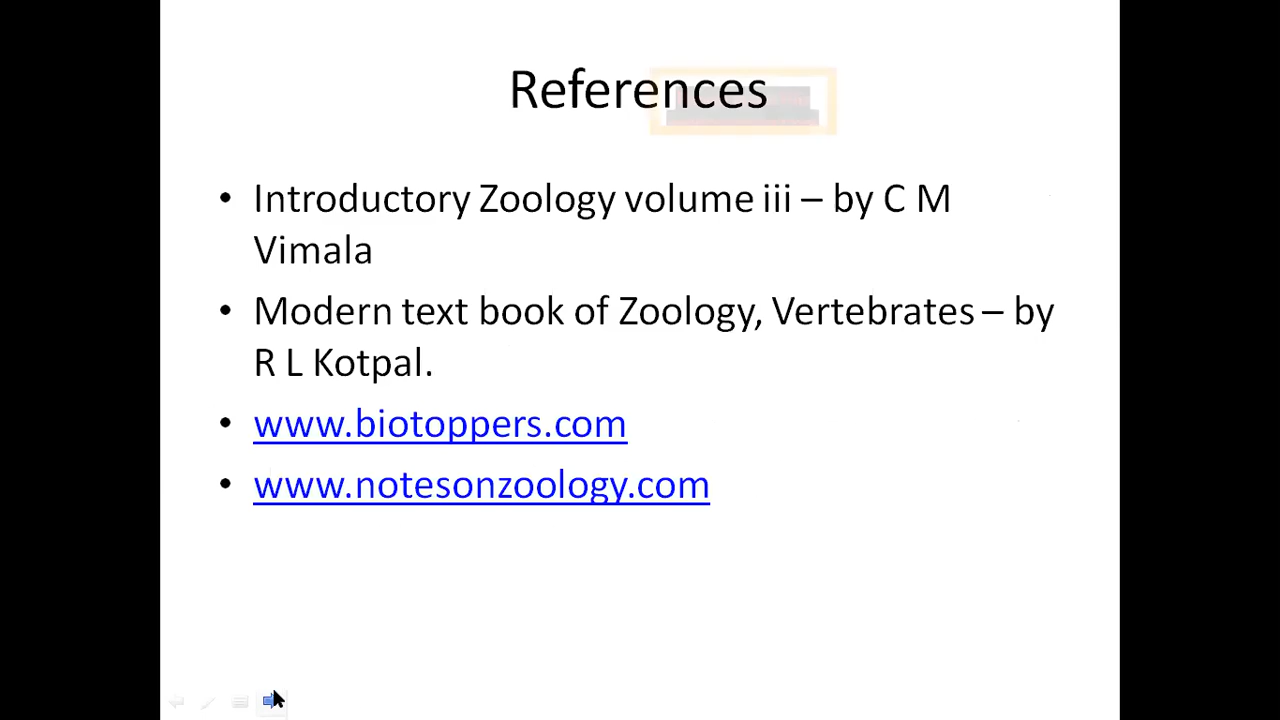 References
• Introductory Zoology volume iii – by C M
Vimala
• Modern text book of Zoology, Vertebrates – by
R L Kotpal.
• www.biotoppers.com
• www.notesonzoology.com